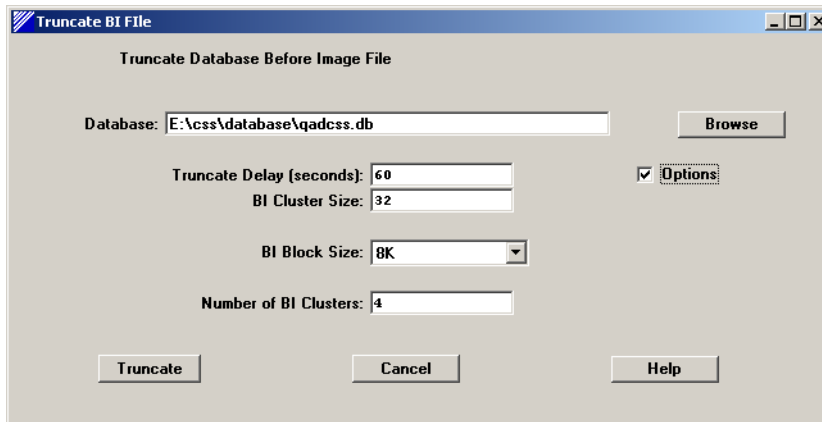 Truncate BI FIle
Truncate Database Before Image File
Database: E:\css\database\qadcss.db Browse
Truncate Delay (seconds): 60 Options
BI Cluster Size: 32
BI Block Size: 8K
Number of BI Clusters: 4
Truncate Cancel Help